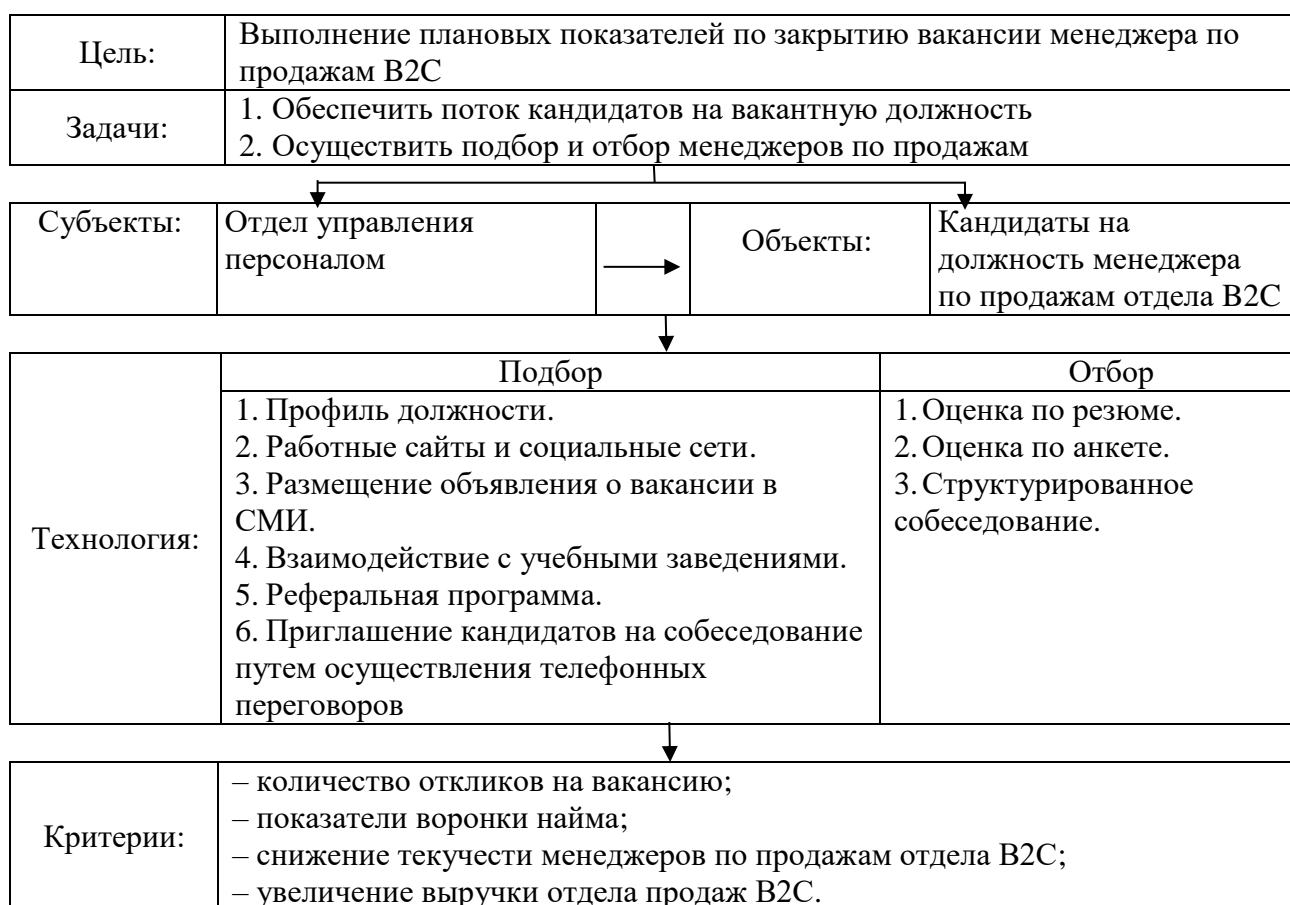 Цель:
Выполнение плановых показателей по закрытию вакансии менеджера по
продажам B2C
Задачи:
1. Обеспечить поток кандидатов на вакантную должность
2. Осуществить подбор и отбор менеджеров по продажам
Субъекты:
Отдел управления
персоналом
Объекты:
Кандидаты на
должность менеджера
по продажам отдела B2C
Технология:
Подбор
1. Профиль должности.
2. Работные сайты и социальные сети.
3. Размещение объявления о вакансии в
СМИ.
4. Взаимодействие с учебными заведениями.
5. Реферальная программа.
6. Приглашение кандидатов на собеседование
путем осуществления телефонных
переговоров
Отбор
1. Оценка по резюме.
2. Оценка по анкете.
3. Структурированное
собеседование.
Критерии:
– количество откликов на вакансию;
– показатели воронки найма;
– снижение текучести менеджеров по продажам отдела B2C;
– увеличение выручки отдела продаж B2C.